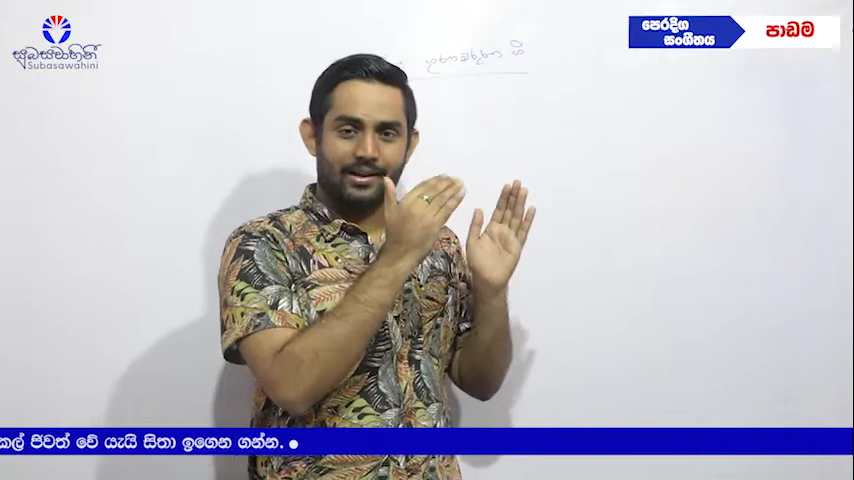 සුබසවාහිනී
Subasawahini
පෙරදිග
සංගීතය
පාඩම
කල් ජිවත් වේ යැයි සිතා ඉගෙන ගන්න.